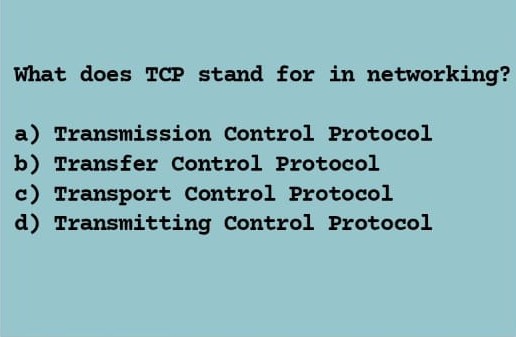 What does TCP stand for in networking?
a) Transmission Control Protocol
b) Transfer Control Protocol
c) Transport Control Protocol
d) Transmitting Control Protocol